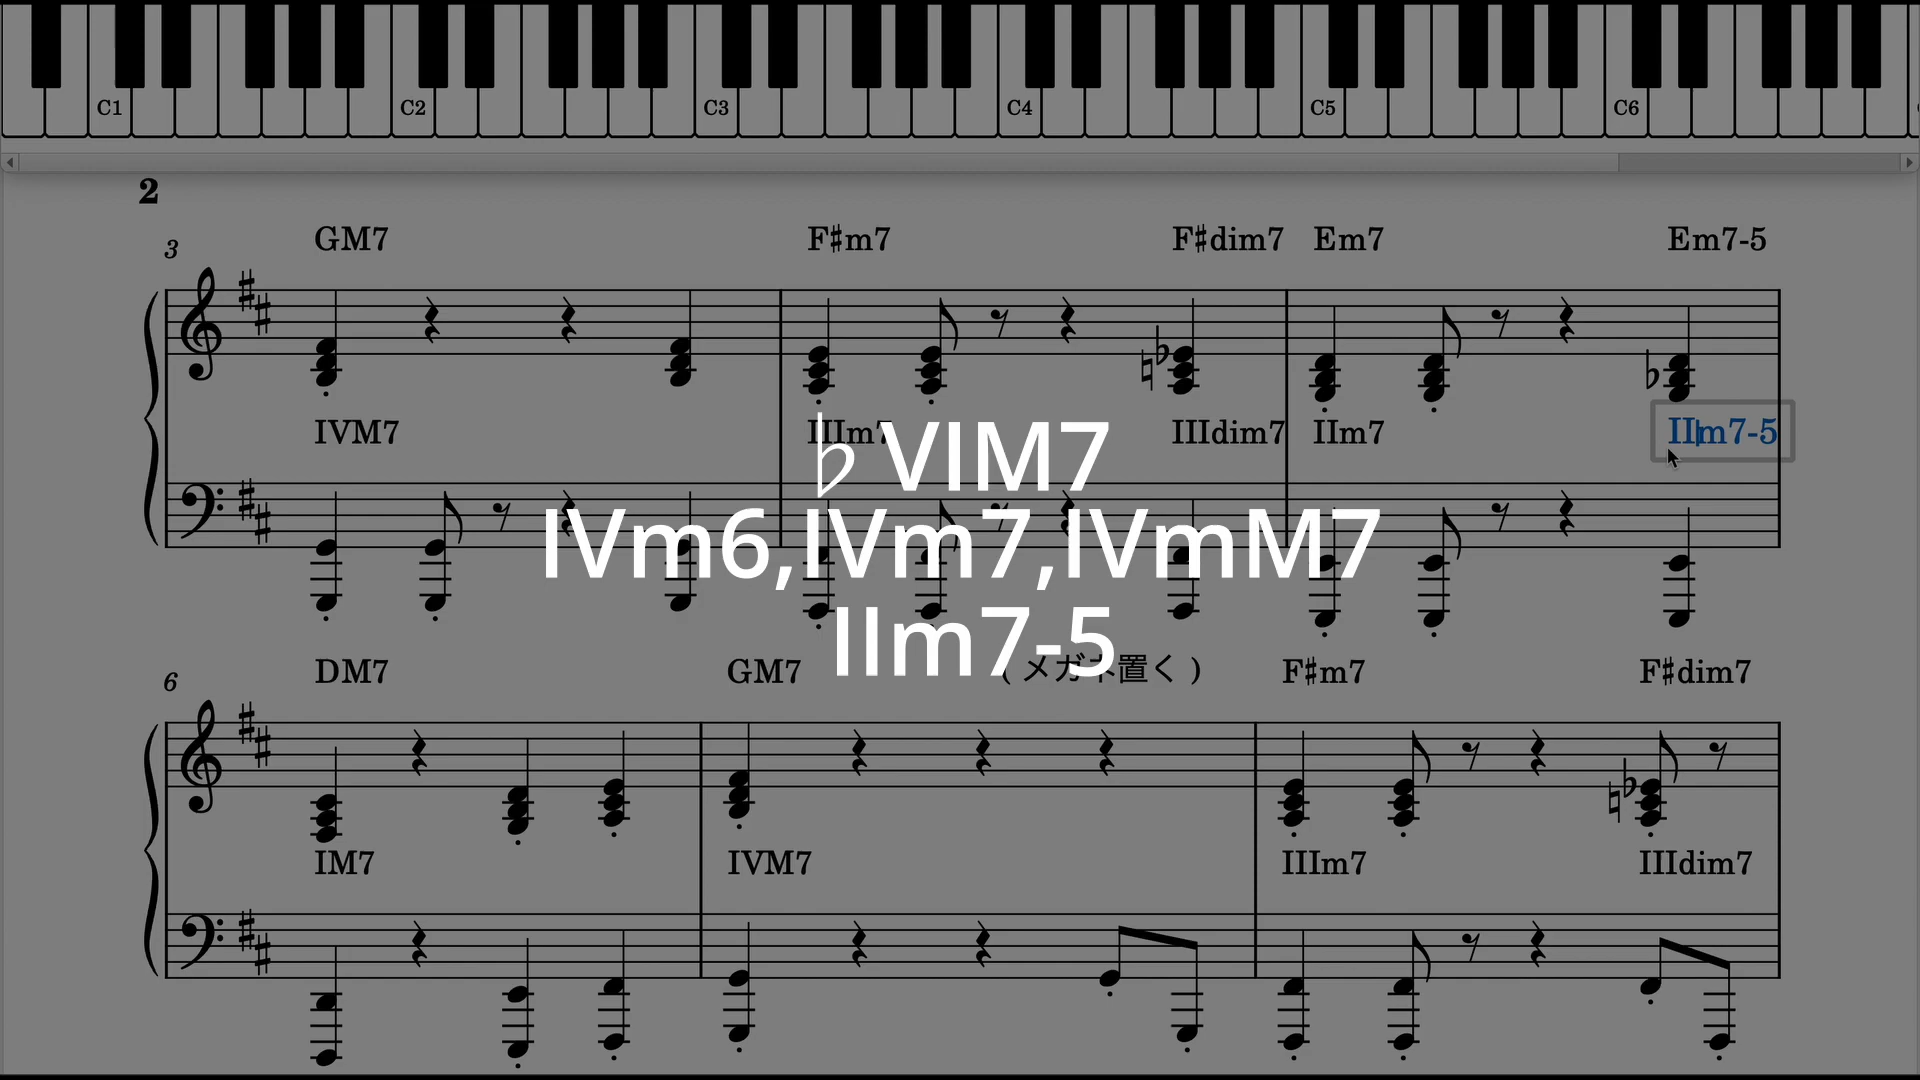 C1 C2 C3 C4 C5 C6
2
3 GM7 F♯m7 F♯dim7 Em7 Em7-5
IVM7 IIIm7 IIIdim7 IIm7 IIm7-5
♭VIM7
IVm6,IVm7,IVmM7
IIm7-5
6 DM7 GM7 (メガネ置く) F♯m7 F♯dim7
IM7 IVM7 IIIm7 IIIdim7